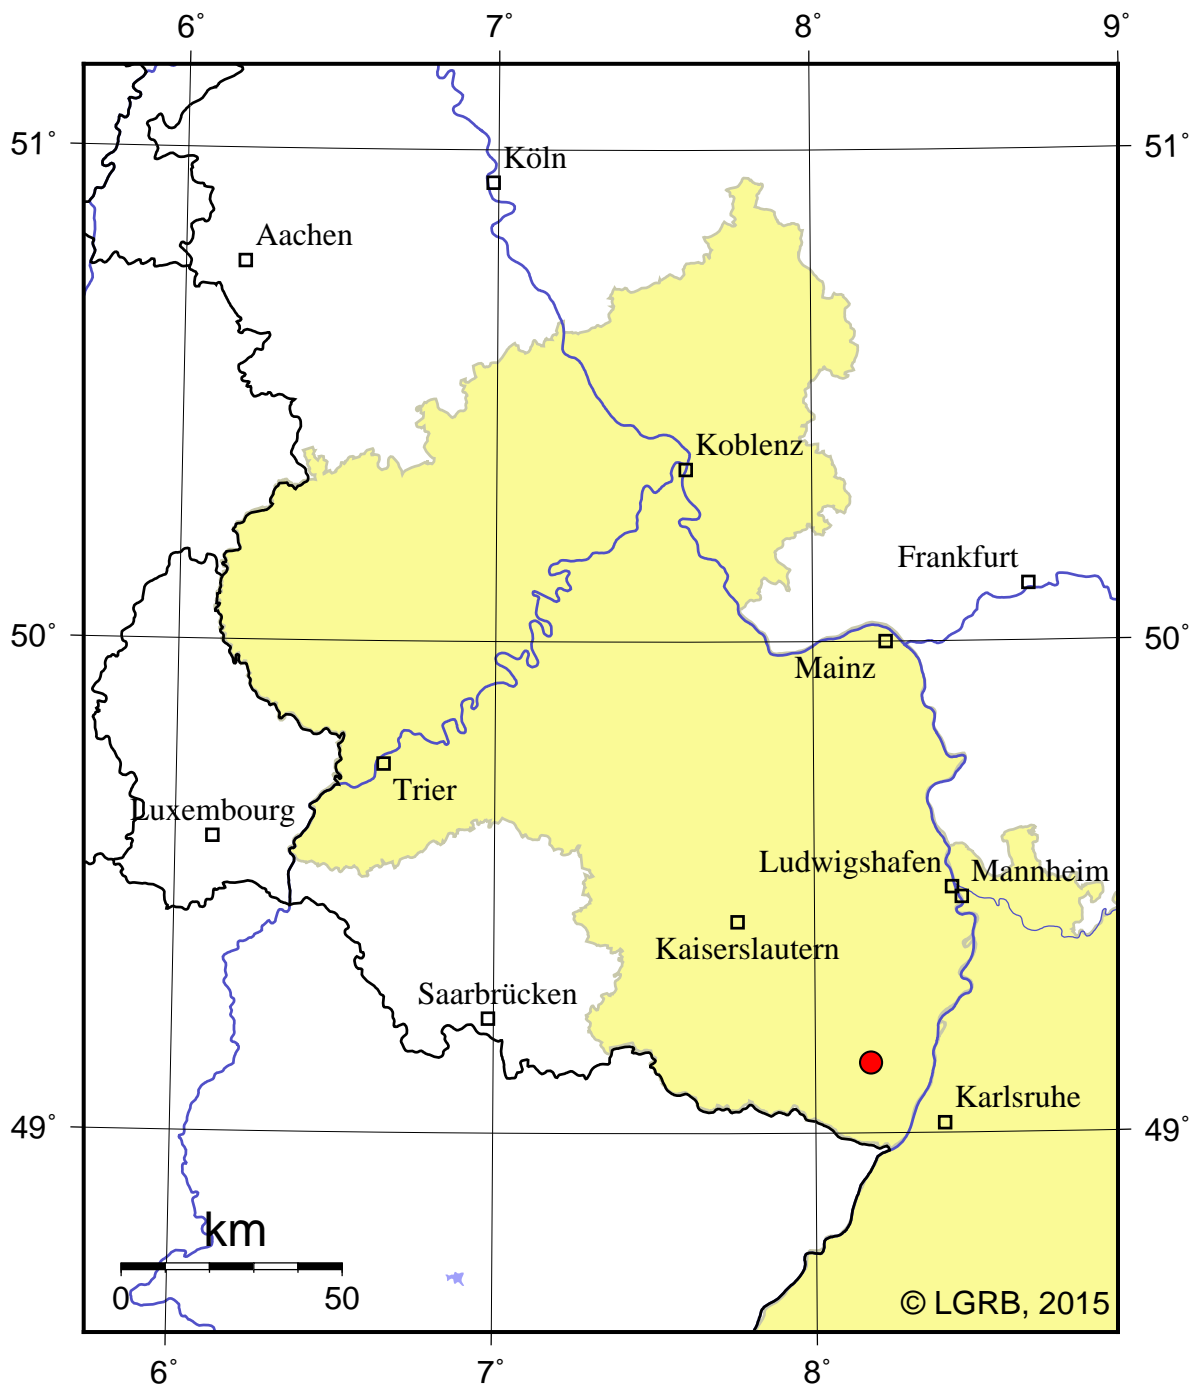 6° 7° 8° 9°
51° 51°
Köln
Aachen
Koblenz
Frankfurt
50° 50°
Mainz
Trier
Luxembourg
Ludwigshafen
Mannheim
Kaiserslautern
Saarbrücken
Karlsruhe
49° 49°
km
0 50
© LGRB, 2015
6° 7° 8°